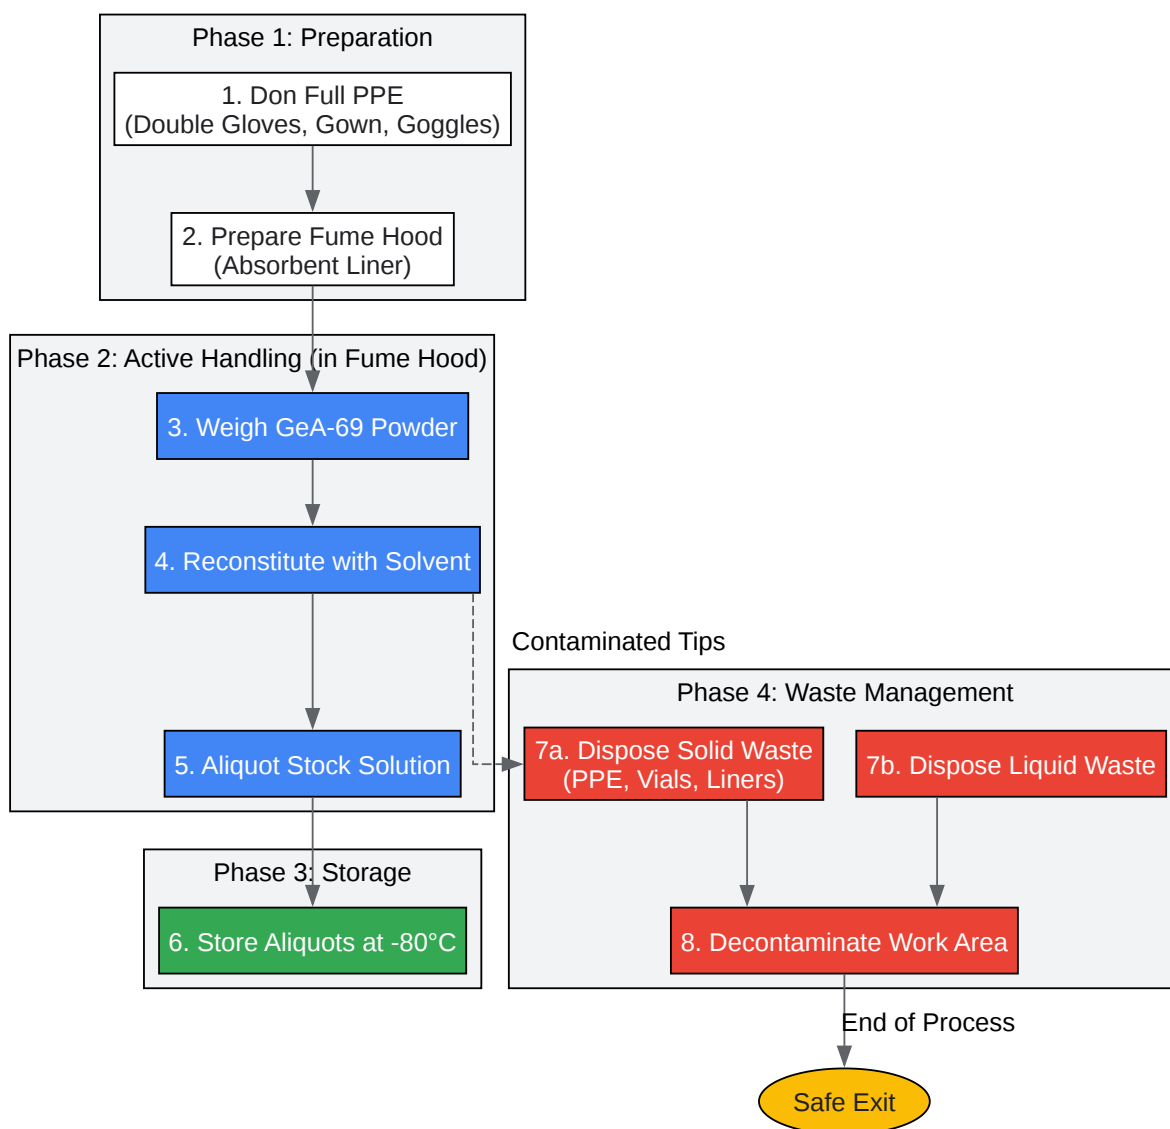 Phase 1: Preparation
1. Don Full PPE
(Double Gloves, Gown, Goggles)
2. Prepare Fume Hood
(Absorbent Liner)
Phase 2: Active Handling (in Fume Hood)
3. Weigh GeA-69 Powder
4. Reconstitute with Solvent
Contaminated Tips
Phase 4: Waste Management
5. Aliquot Stock Solution
7a. Dispose Solid Waste
(PPE, Vials, Liners)
7b. Dispose Liquid Waste
Phase 3: Storage
6. Store Aliquots at -80°C
8. Decontaminate Work Area
End of Process
Safe Exit